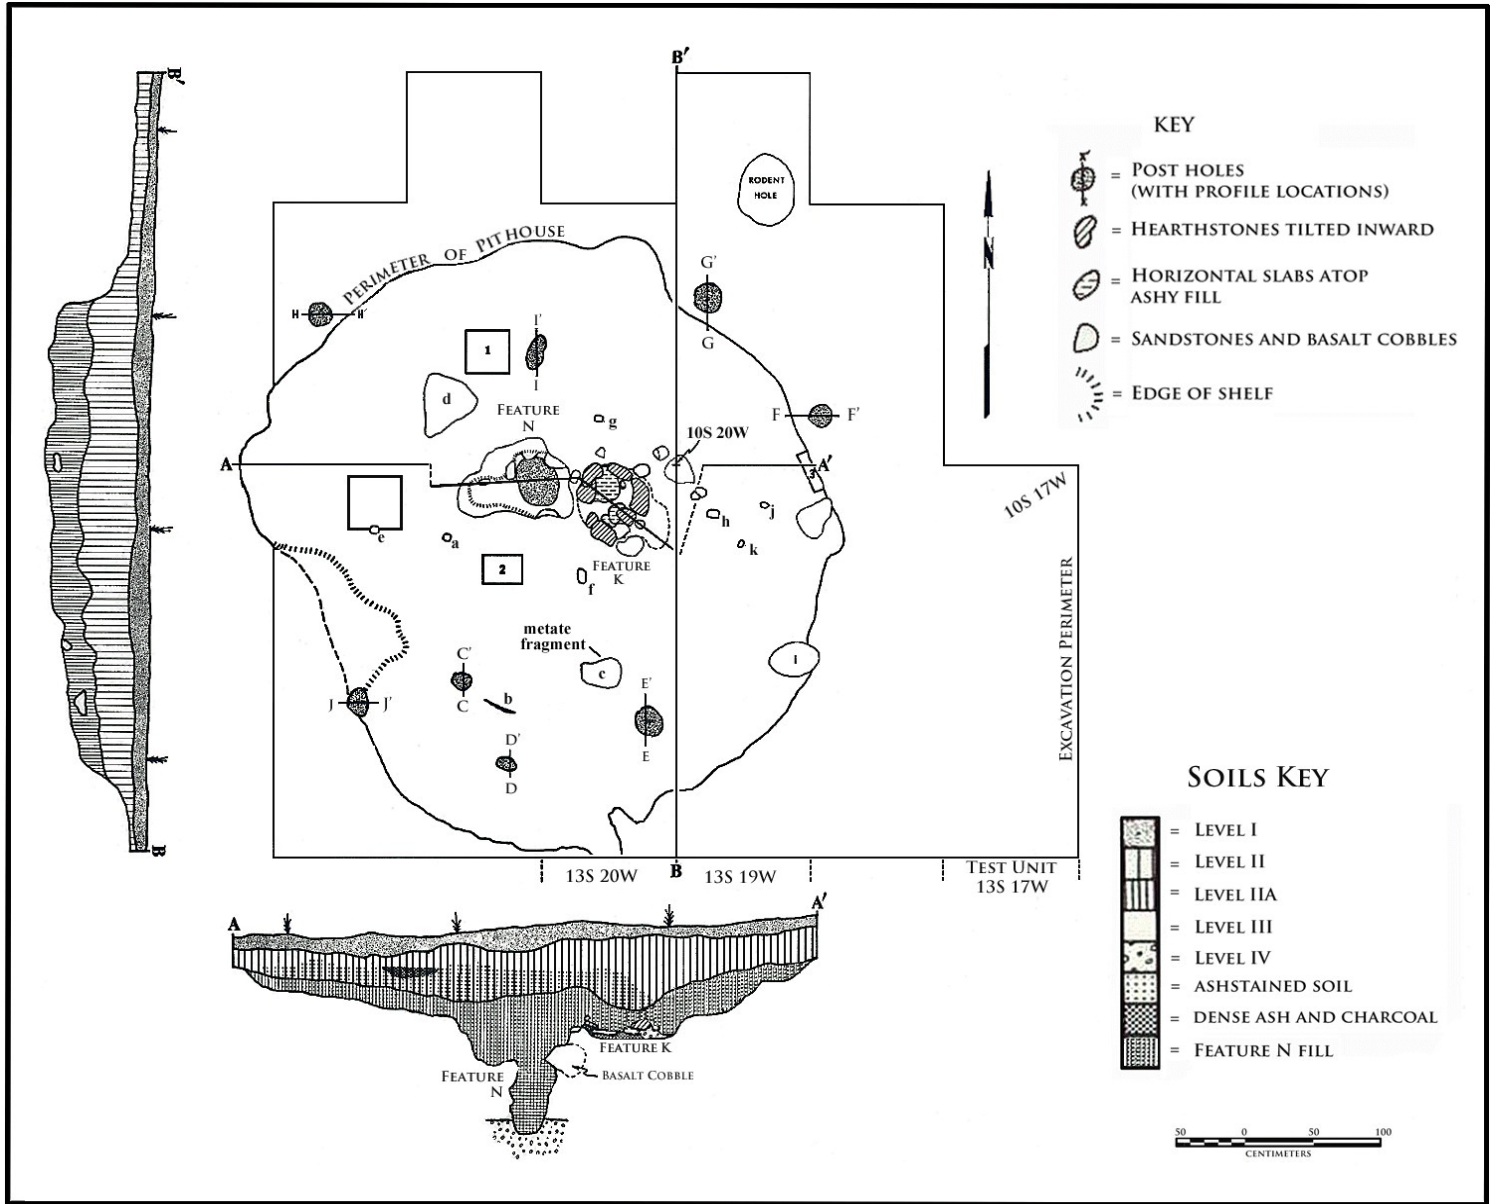 B'
B'
KEY
RODENT
HOLE
= POST HOLES
(WITH PROFILE LOCATIONS)
= HEARTHSTONES TILTED INWARD
= HORIZONTAL SLABS ATOP
ASHY FILL
= SANDSTONES AND BASALT COBBLES
= EDGE OF SHELF
N
PERIMETER OF PITHOUSE
G'
G
H H'
I'
I
1
d
FEATURE
N
g
F F'
10S 20W
A
A'
3
10S 17W
e
a
h
j
k
2
f
FEATURE
K
EXCAVATION PERIMETER
metate
fragment
c
l
C'
C
b
J J'
E'
E
D'
D
B
B
13S 20W
13S 19W
TEST UNIT
13S 17W
SOILS KEY
= LEVEL I
= LEVEL II
= LEVEL IIA
= LEVEL III
= LEVEL IV
= ASHSTAINED SOIL
= DENSE ASH AND CHARCOAL
= FEATURE N FILL
A
A'
FEATURE K
BASALT COBBLE
FEATURE
N
50 0 50 100
CENTIMETERS